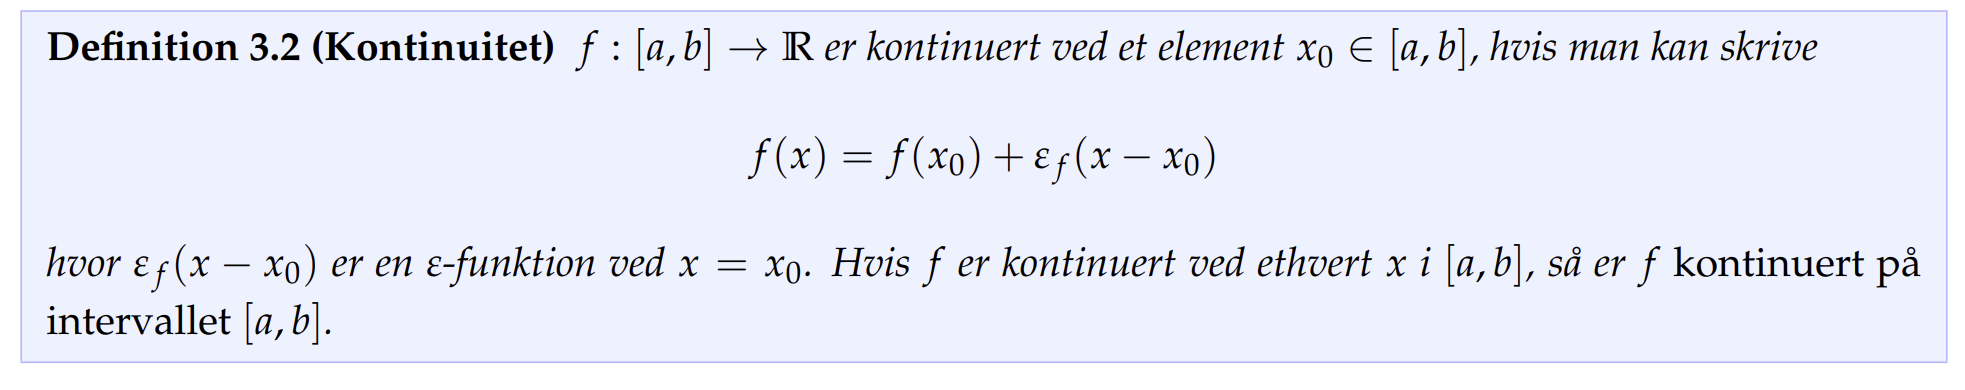 Definition 3.2 (Kontinuitet) f : [a, b] → ℝ er kontinuert ved et element x₀ ∈ [a, b], hvis man kan skrive
f(x) = f(x₀) + ε_f(x − x₀)
hvor ε_f(x − x₀) er en ε-funktion ved x = x₀. Hvis f er kontinuert ved ethvert x i [a, b], så er f kontinuert på
intervallet [a, b].